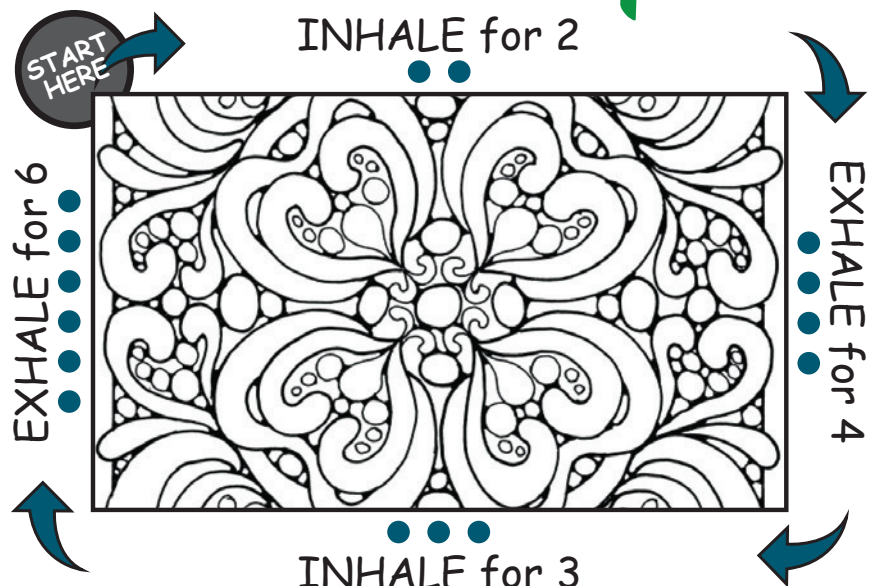 START
HERE
INHALE for 2
EXHALE for 4
INHALE for 3
EXHALE for 6